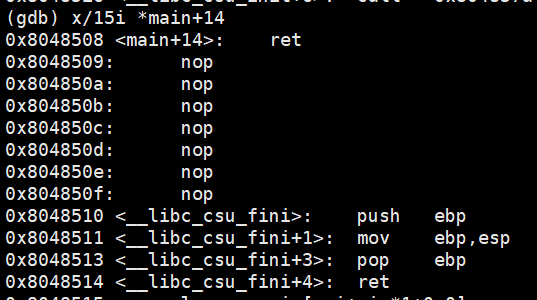 (gdb) x/15i *main+14
0x8048508 <main+14>: ret
0x8048509: nop
0x804850a: nop
0x804850b: nop
0x804850c: nop
0x804850d: nop
0x804850e: nop
0x804850f: nop
0x8048510 <__libc_csu_fini>: push ebp
0x8048511 <__libc_csu_fini+1>: mov ebp,esp
0x8048513 <__libc_csu_fini+3>: pop ebp
0x8048514 <__libc_csu_fini+4>: ret